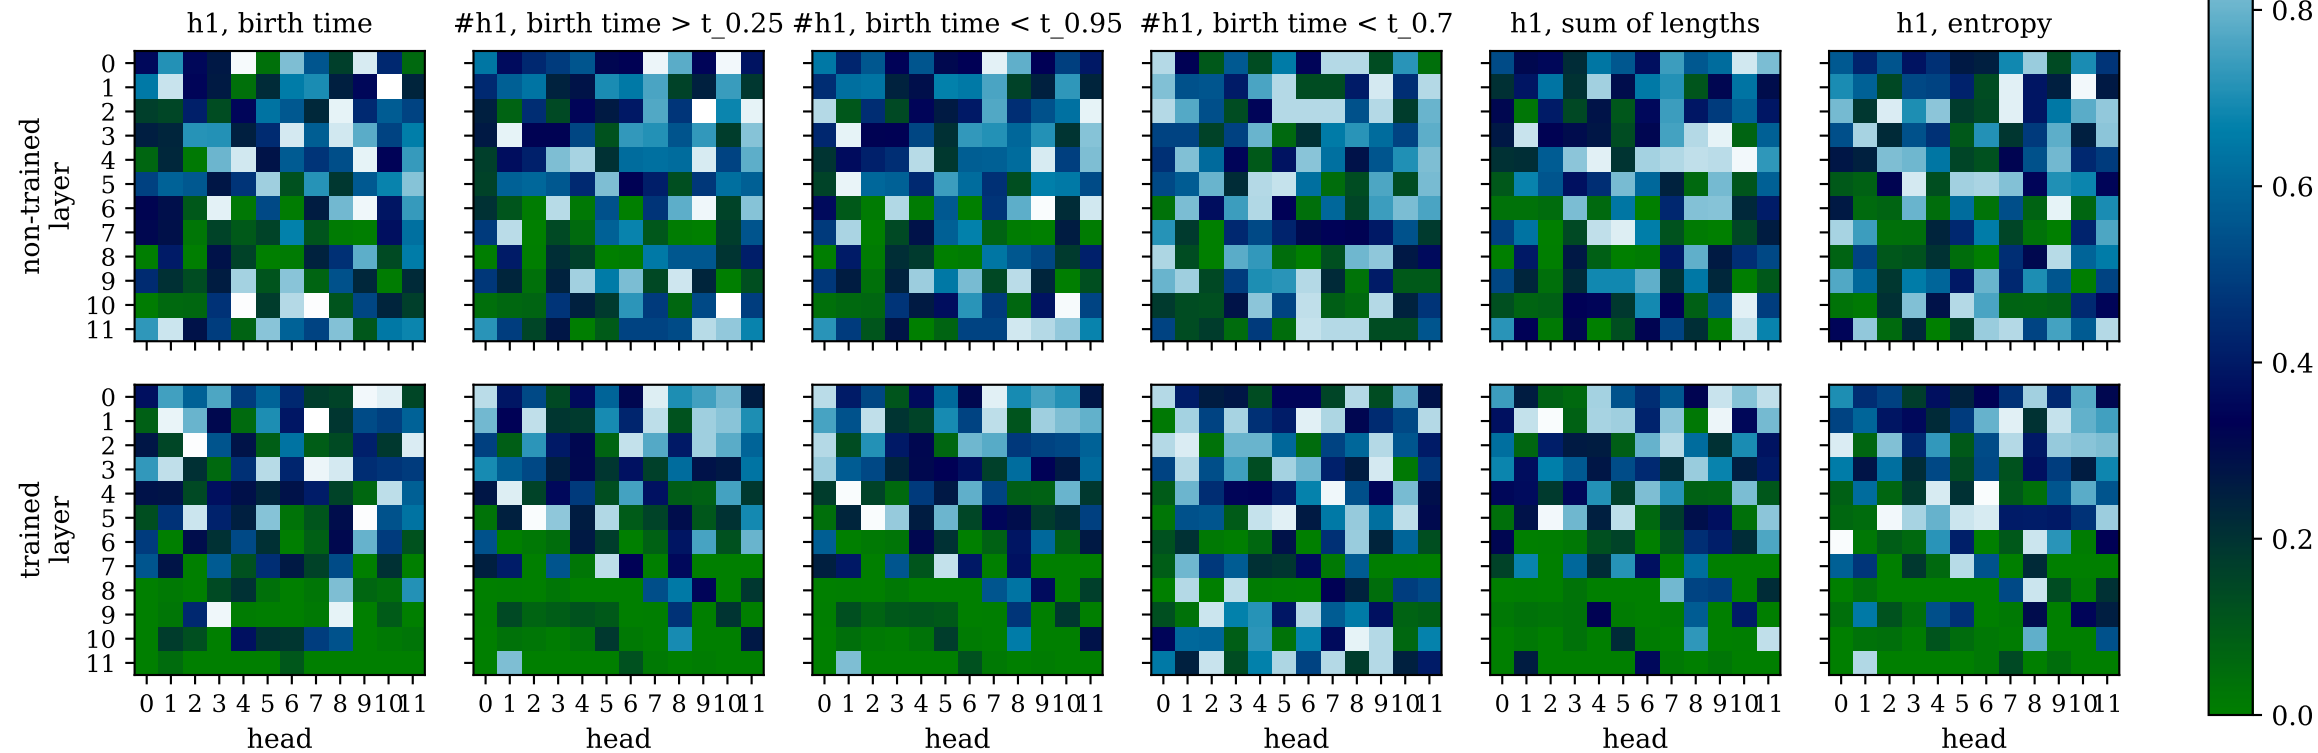 h1, birth time
#h1, birth time > t_0.25
#h1, birth time < t_0.95
#h1, birth time < t_0.7
h1, sum of lengths
h1, entropy
non-trained
layer
0
1
2
3
4
5
6
7
8
9
10
11
trained
layer
0
1
2
3
4
5
6
7
8
9
10
11
0 1 2 3 4 5 6 7 8 9 10 11
0 1 2 3 4 5 6 7 8 9 10 11
0 1 2 3 4 5 6 7 8 9 10 11
0 1 2 3 4 5 6 7 8 9 10 11
0 1 2 3 4 5 6 7 8 9 10 11
0 1 2 3 4 5 6 7 8 9 10 11
head
head
head
head
head
head
0.8
0.6
0.4
0.2
0.0